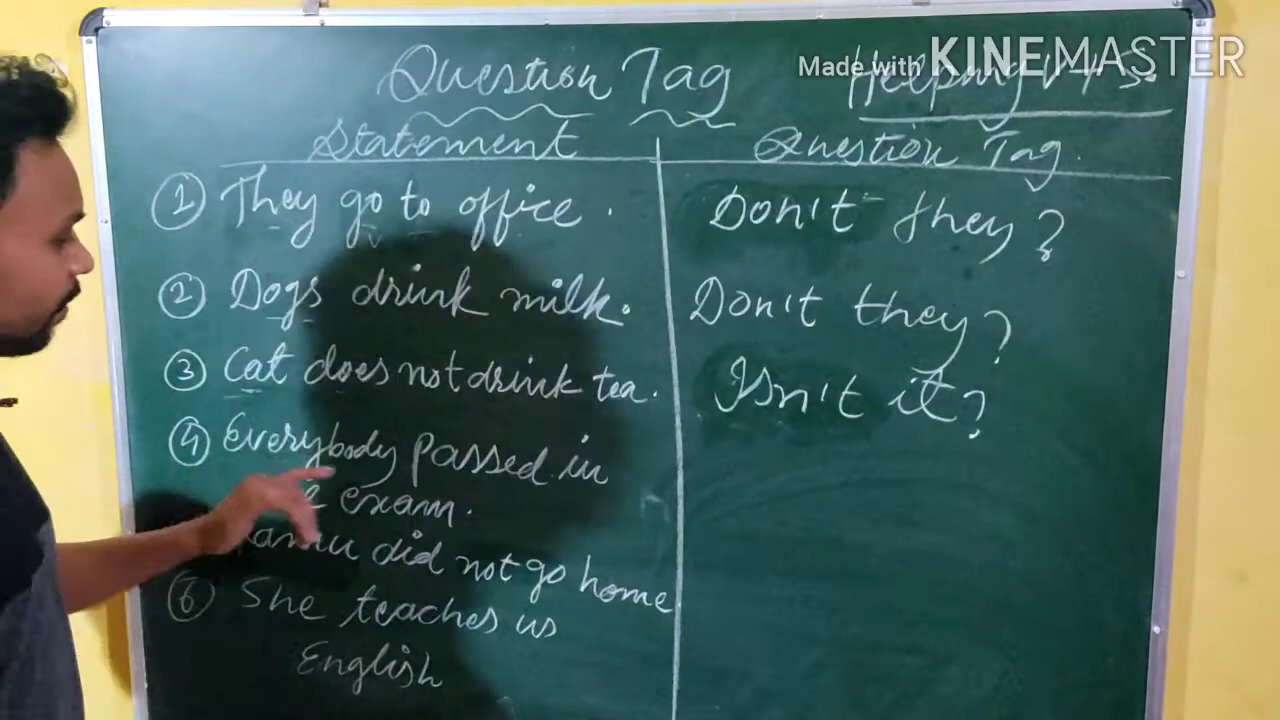 Question Tag
Made with KINEMASTER
Helping
Statement
Question Tag.
① They go to office.
Don't they?
② Dogs drink milk.
Don't they?
③ Cat does not drink tea.
Isn't it?
④ Everybody passed in
exam.
did not go home
⑥ She teaches us
English